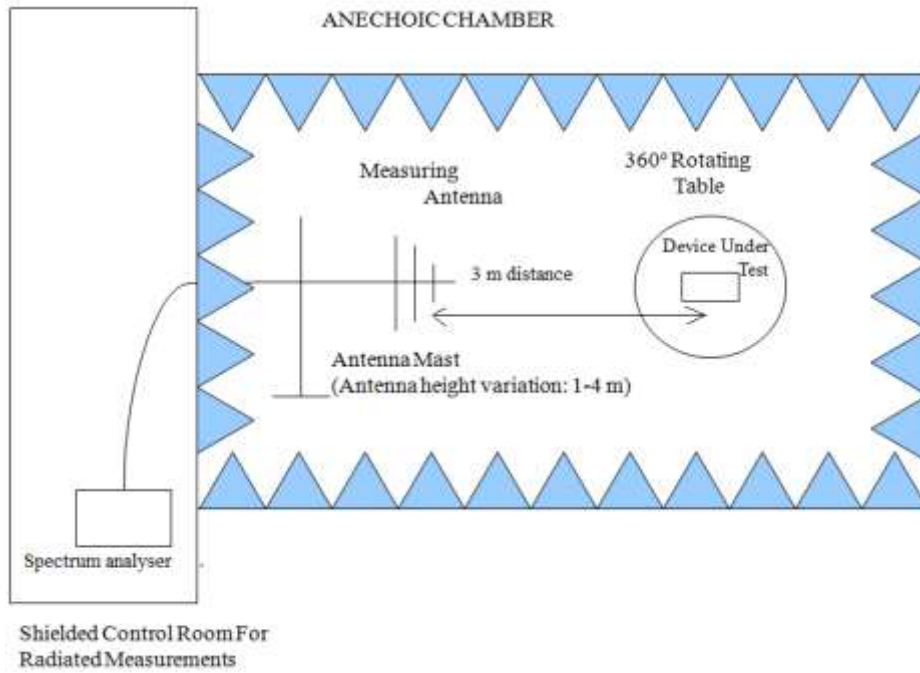 ANECHOIC CHAMBER
Measuring
Antenna
360º Rotating
Table
Device Under
Test
3 m distance
Antenna Mast
(Antenna height variation: 1-4 m)
Spectrum analyser
Shielded Control Room For
Radiated Measurements